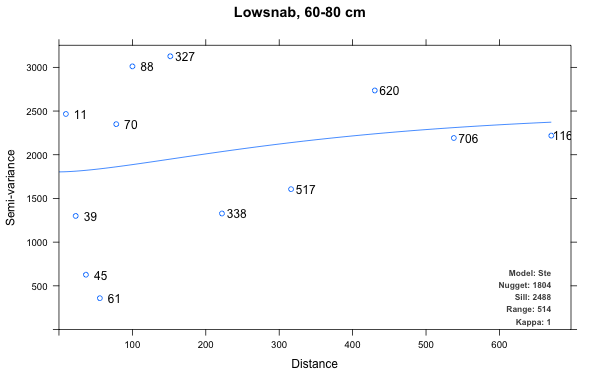 Lowsnab, 60-80 cm
3000
2500
2000
1500
1000
500
Semi-variance
327
88
620
11
70
706
116
517
39
338
45
61
Model: Ste
Nugget: 1804
Sill: 2488
Range: 514
Kappa: 1
100 200 300 400 500 600
Distance